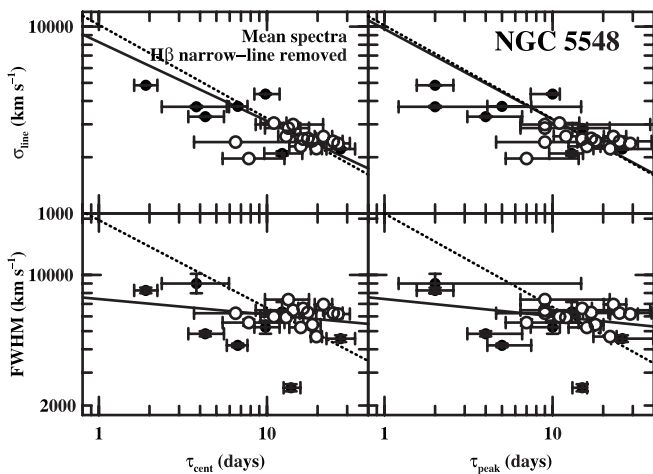 10000
Mean spectra
Hβ narrow–line removed
NGC 5548
σline (km s−1)
1000
10000
FWHM (km s−1)
2000
1 10 1 10
τcent (days) τpeak (days)